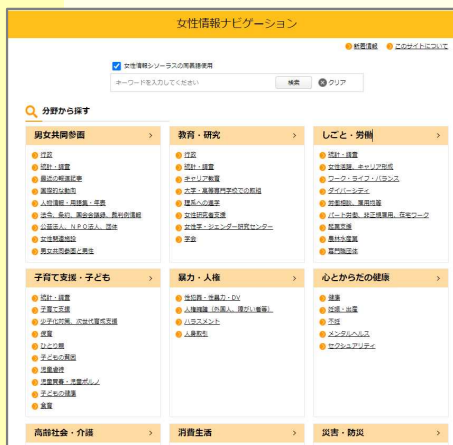 女性情報ナビゲーション
新着情報 このサイトについて
女性情報シソーラスの同義語使用
キーワードを入力してください 検索 クリア
分野から探す
男女共同参画
行政
統計・調査
最近の報道記事
国際的な動向
人物情報・用語集・年表
法令、条約、国会会議録、裁判例情報
公益法人、NPO法人、団体
女性関連施設
男女共同参画と男性
教育・研究
行政
統計・調査
キャリア教育
大学・高等専門学校での取組
理系への進学
女性研究者支援
女性学・ジェンダー研究センター
学会
しごと・労働
統計・調査
女性活躍、キャリア形成
ワーク・ライフ・バランス
ダイバーシティ
労働相談、雇用均等
パート労働、非正規雇用、在宅ワーク
起業支援
農林水産業
専門職団体
子育て支援・子ども
統計・調査
子育て支援
少子化対策、次世代育成支援
保育
ひとり親
子どもの貧困
児童虐待
児童買春・児童ポルノ
子どもの健康
食育
暴力・人権
性犯罪・性暴力・DV
人権擁護（外国人、障がい者等）
ハラスメント
人身取引
心とからだの健康
健康
妊娠・出産
不妊
メンタルヘルス
セクシュアリティ
高齢社会・介護
消費生活
災害・防災